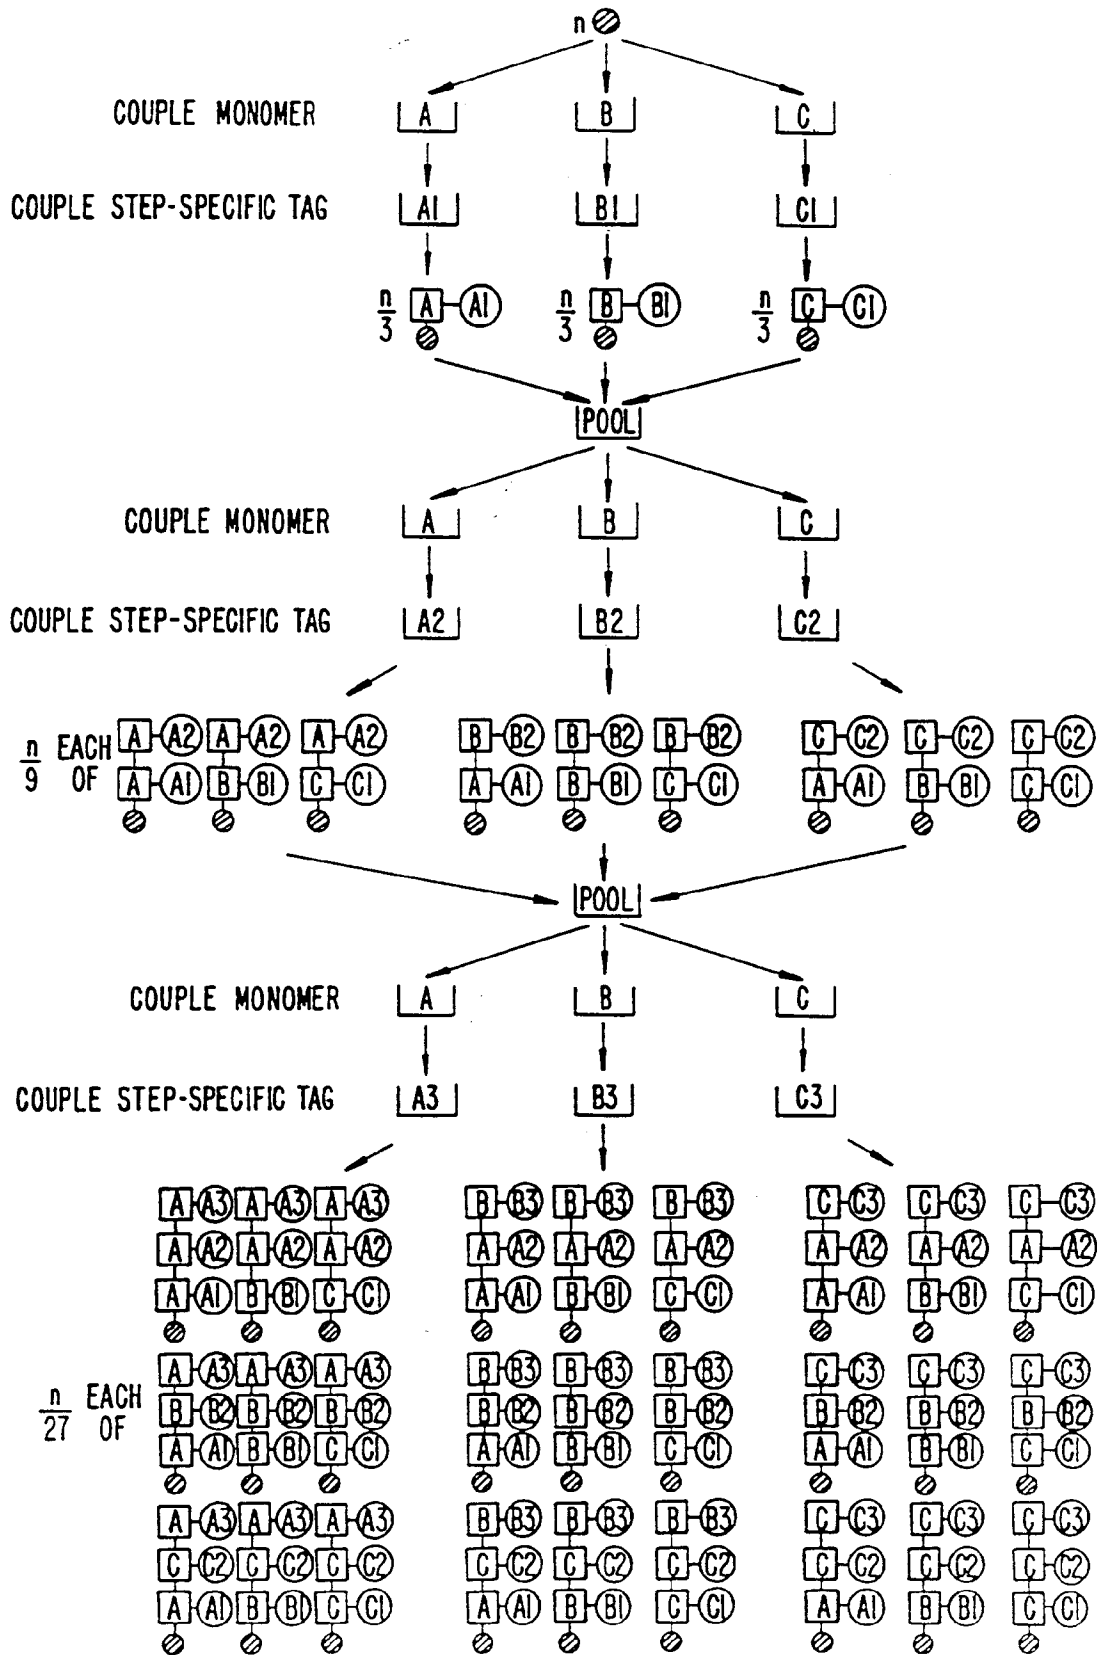 n
COUPLE MONOMER A B C
COUPLE STEP-SPECIFIC TAG A1 B1 C1
n/3 A A1 n/3 B B1 n/3 C C1
POOL
COUPLE MONOMER A B C
COUPLE STEP-SPECIFIC TAG A2 B2 C2
n/9 EACH OF
A A2 A A2 A A2 B B2 B B2 B B2 C C2 C C2 C C2
A A1 B B1 C C1 A A1 B B1 C C1 A A1 B B1 C C1
POOL
COUPLE MONOMER A B C
COUPLE STEP-SPECIFIC TAG A3 B3 C3
A A3 A A3 A A3 B B3 B B3 B B3 C C3 C C3 C C3
A A2 A A2 A A2 A A2 A A2 A A2 A A2 A A2 A A2
A A1 B B1 C C1 A A1 B B1 C C1 A A1 B B1 C C1
n/27 EACH OF
A A3 A A3 A A3 B B3 B B3 B B3 C C3 C C3 C C3
B B2 B B2 B B2 B B2 B B2 B B2 B B2 B B2 B B2
A A1 B B1 C C1 A A1 B B1 C C1 A A1 B B1 C C1
A A3 A A3 A A3 B B3 B B3 B B3 C C3 C C3 C C3
C C2 C C2 C C2 C C2 C C2 C C2 C C2 C C2 C C2
A A1 B B1 C C1 A A1 B B1 C C1 A A1 B B1 C C1